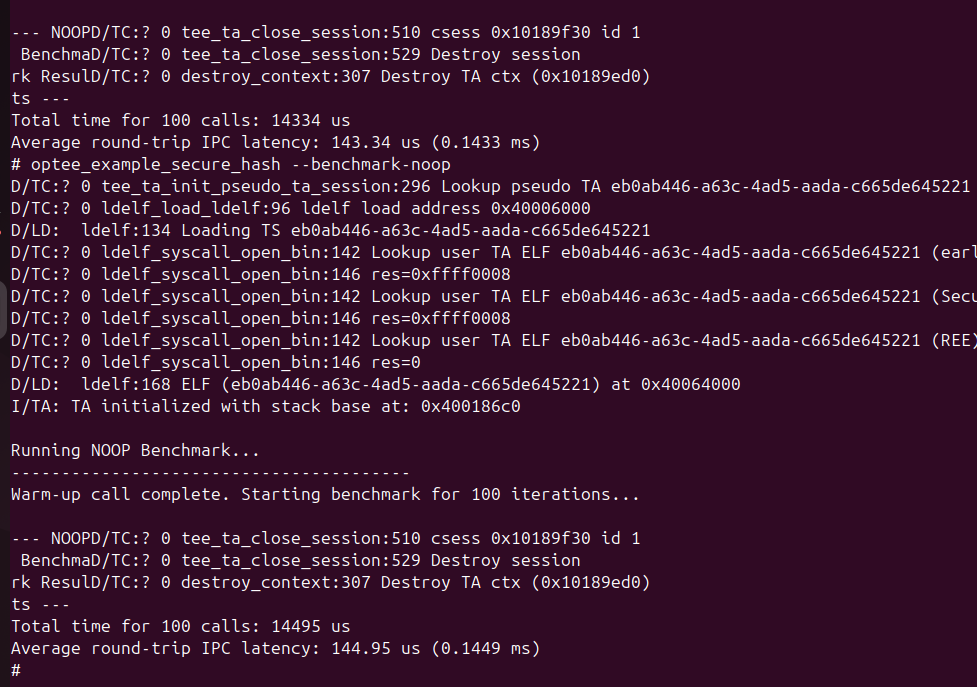 --- NOOPD/TC:? 0 tee_ta_close_session:510 csess 0x10189f30 id 1
 BenchmaD/TC:? 0 tee_ta_close_session:529 Destroy session
rk ResulD/TC:? 0 destroy_context:307 Destroy TA ctx (0x10189ed0)
ts ---
Total time for 100 calls: 14334 us
Average round-trip IPC latency: 143.34 us (0.1433 ms)
# optee_example_secure_hash --benchmark-noop
D/TC:? 0 tee_ta_init_pseudo_ta_session:296 Lookup pseudo TA eb0ab446-a63c-4ad5-aada-c665de645221
D/TC:? 0 ldelf_load_ldelf:96 ldelf load address 0x40006000
D/LD:  ldelf:134 Loading TS eb0ab446-a63c-4ad5-aada-c665de645221
D/TC:? 0 ldelf_syscall_open_bin:142 Lookup user TA ELF eb0ab446-a63c-4ad5-aada-c665de645221 (earl
D/TC:? 0 ldelf_syscall_open_bin:146 res=0xffff0008
D/TC:? 0 ldelf_syscall_open_bin:142 Lookup user TA ELF eb0ab446-a63c-4ad5-aada-c665de645221 (Secu
D/TC:? 0 ldelf_syscall_open_bin:146 res=0xffff0008
D/TC:? 0 ldelf_syscall_open_bin:142 Lookup user TA ELF eb0ab446-a63c-4ad5-aada-c665de645221 (REE)
D/TC:? 0 ldelf_syscall_open_bin:146 res=0
D/LD:  ldelf:168 ELF (eb0ab446-a63c-4ad5-aada-c665de645221) at 0x40064000
I/TA: TA initialized with stack base at: 0x400186c0
Running NOOP Benchmark...
----------------------------------------
Warm-up call complete. Starting benchmark for 100 iterations...
--- NOOPD/TC:? 0 tee_ta_close_session:510 csess 0x10189f30 id 1
 BenchmaD/TC:? 0 tee_ta_close_session:529 Destroy session
rk ResulD/TC:? 0 destroy_context:307 Destroy TA ctx (0x10189ed0)
ts ---
Total time for 100 calls: 14495 us
Average round-trip IPC latency: 144.95 us (0.1449 ms)
#